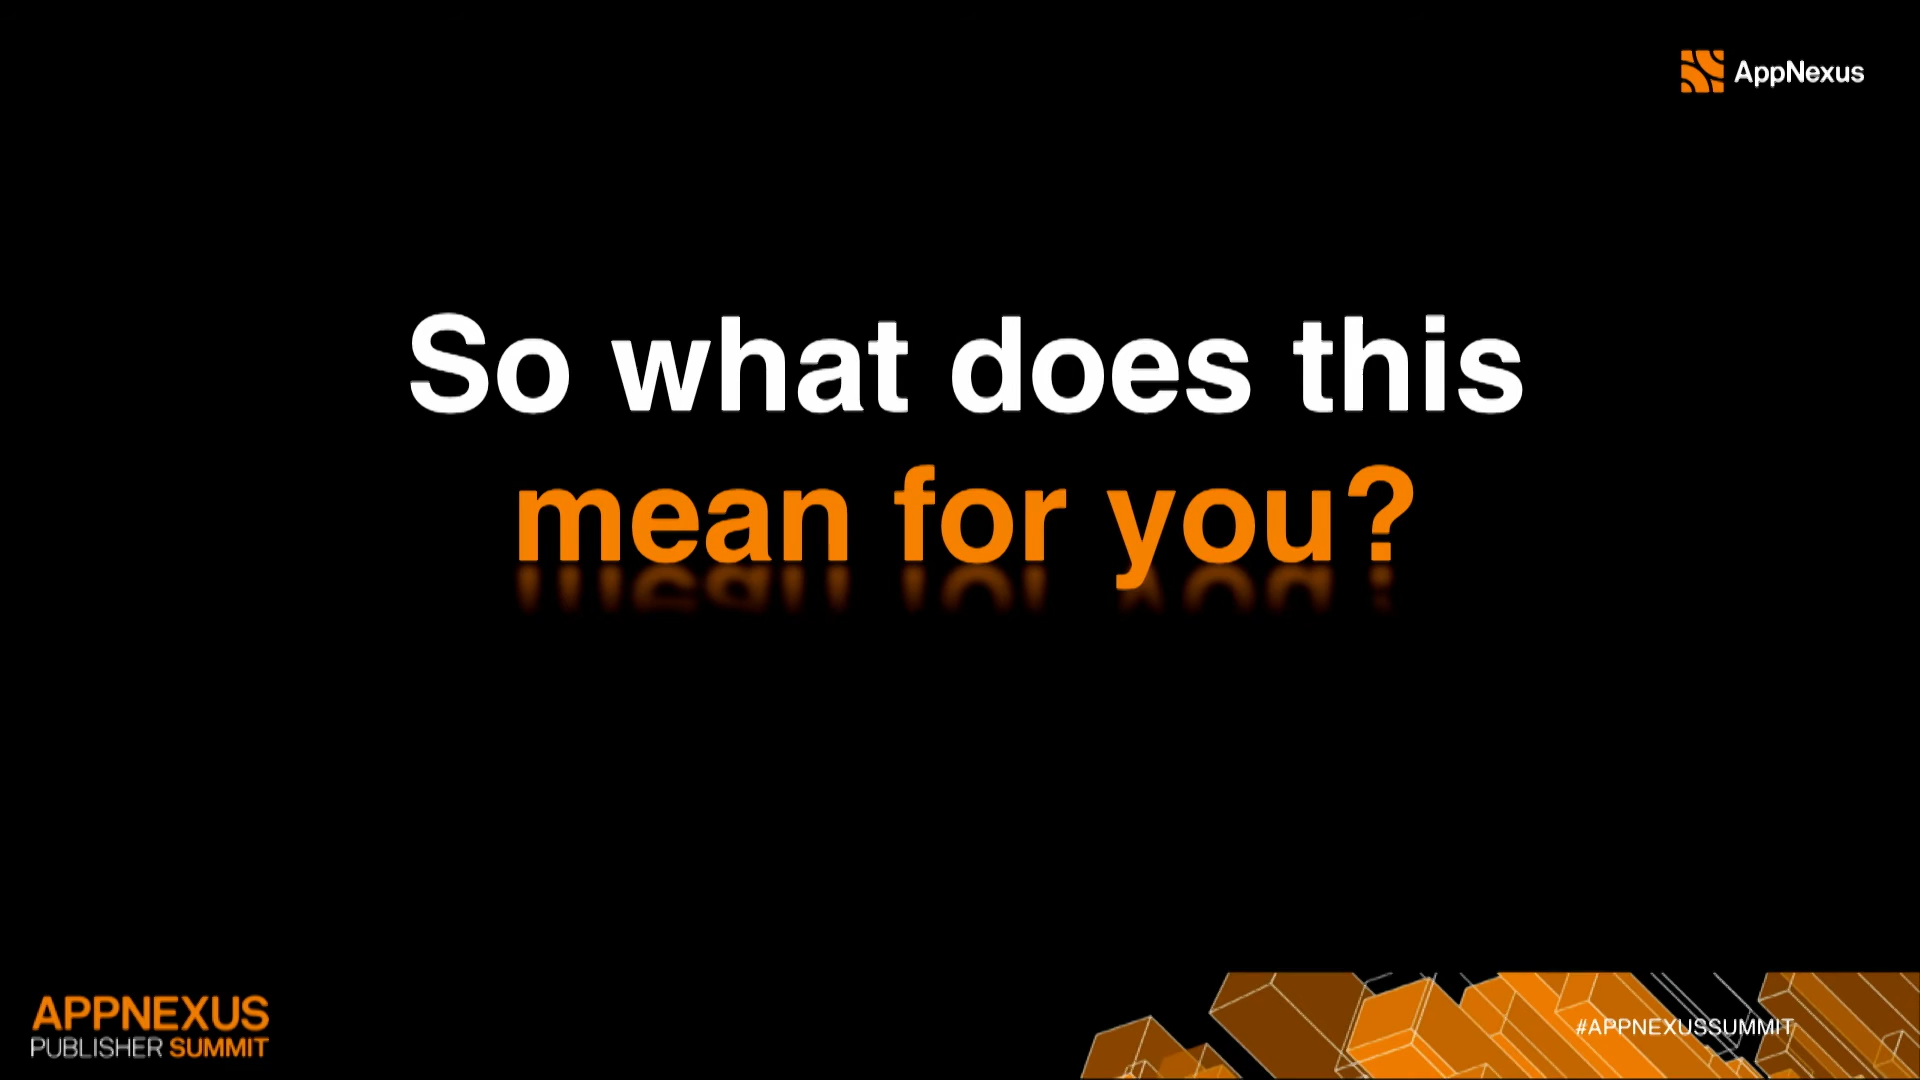 AppNexus
So what does this
mean for you?
APPNEXUS
PUBLISHER SUMMIT
#APPNEXUSSUMMIT